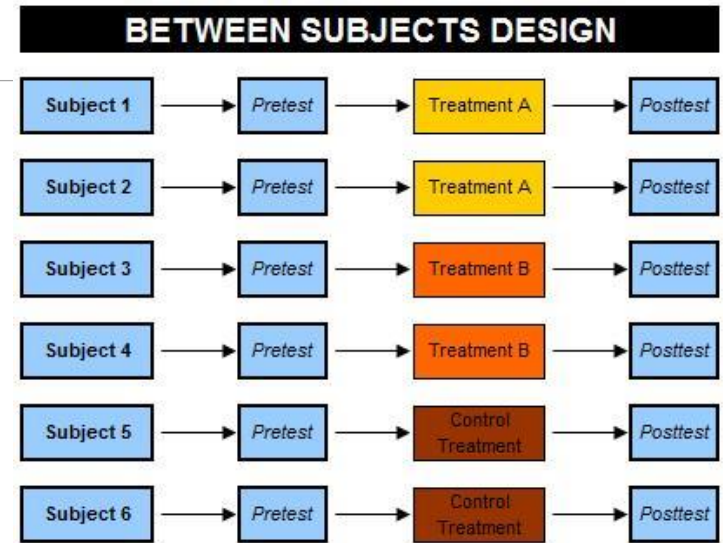 BETWEEN SUBJECTS DESIGN
Subject 1 Pretest Treatment A Posttest
Subject 2 Pretest Treatment A Posttest
Subject 3 Pretest Treatment B Posttest
Subject 4 Pretest Treatment B Posttest
Subject 5 Pretest Control Treatment Posttest
Subject 6 Pretest Control Treatment Posttest